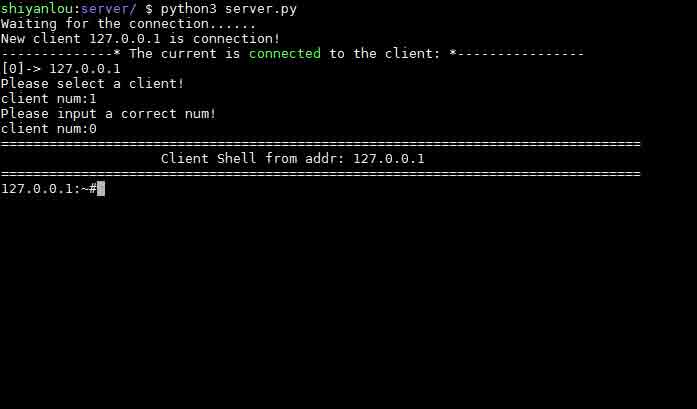 shiyanlou:server/ $ python3 server.py
Waiting for the connection......
New client 127.0.0.1 is connection!
--------------* The current is connected to the client: *----------------
[0]-> 127.0.0.1
Please select a client!
client num:1
Please input a correct num!
client num:0
================================================================================
Client Shell from addr: 127.0.0.1
================================================================================
127.0.0.1:~#